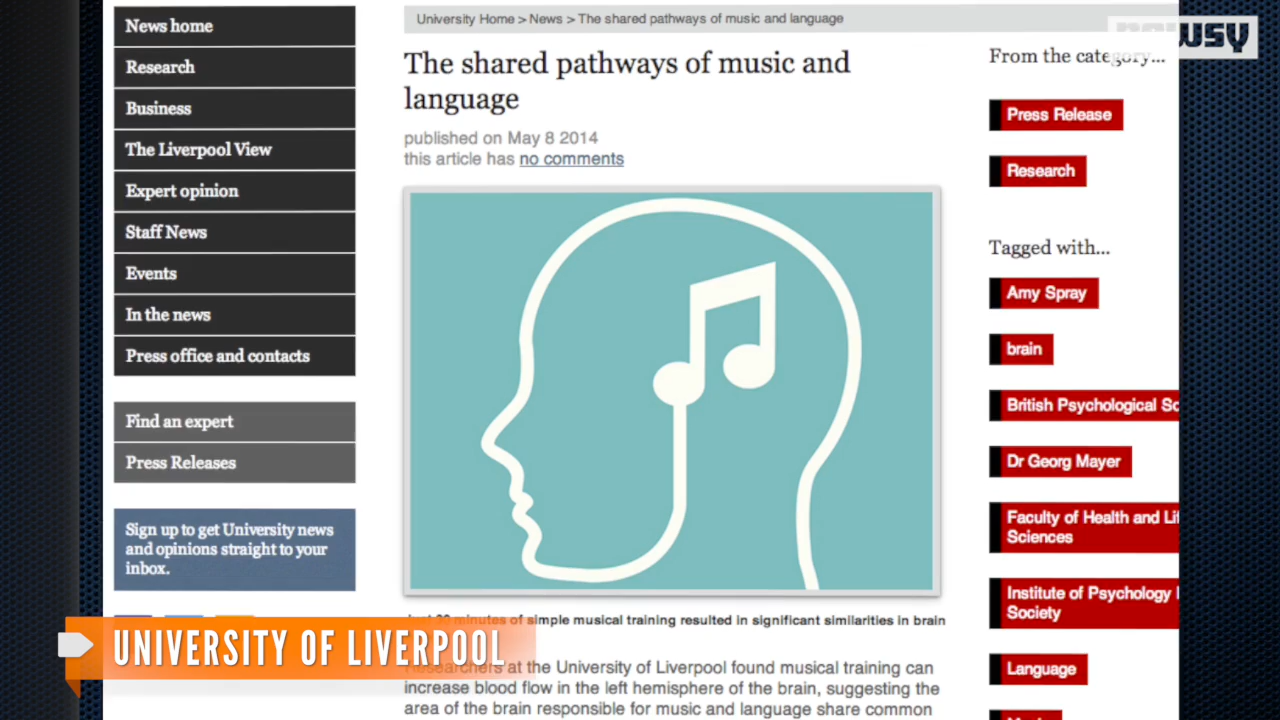 News home
Research
Business
The Liverpool View
Expert opinion
Staff News
Events
In the news
Press office and contacts
Find an expert
Press Releases
Sign up to get University news
and opinions straight to your
inbox.
University Home > News > The shared pathways of music and language
The shared pathways of music and
language
published on May 8 2014
this article has no comments
minutes of simple musical training resulted in significant similarities in brain
Researchers at the University of Liverpool found musical training can
increase blood flow in the left hemisphere of the brain, suggesting the
area of the brain responsible for music and language share common
From the category...
Press Release
Research
Tagged with...
Amy Spray
brain
British Psychological
Dr Georg Mayer
Faculty of Health and
Sciences
Institute of Psychology
Society
Language
newsy
UNIVERSITY OF LIVERPOOL